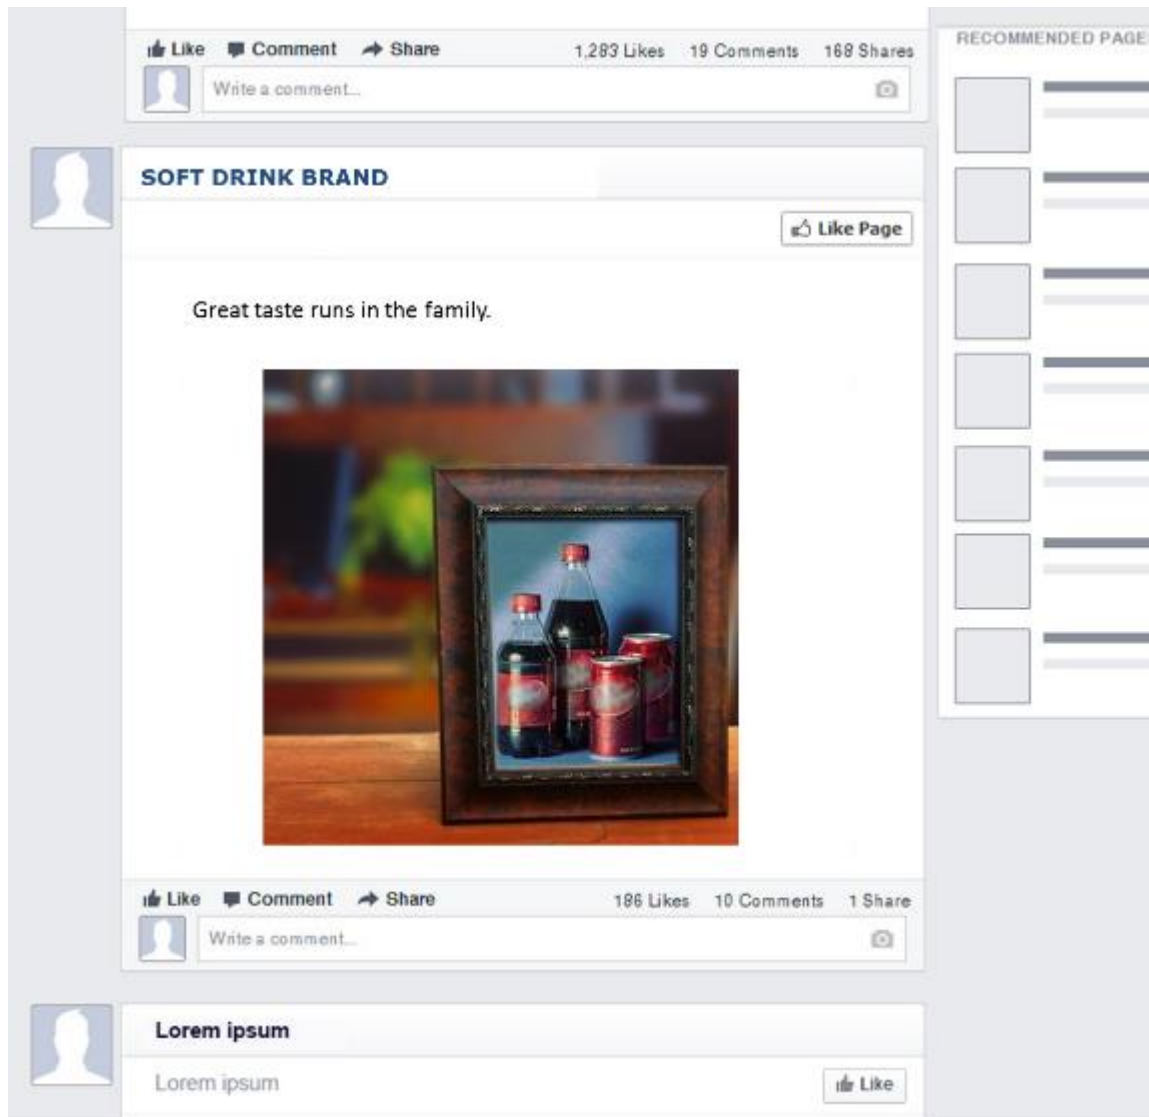 Like Comment Share 1,283 Likes 19 Comments 168 Shares
Write a comment...
RECOMMENDED PAGE
SOFT DRINK BRAND
Like Page
Great taste runs in the family.
Like Comment Share 186 Likes 10 Comments 1 Share
Write a comment...
Lorem ipsum
Lorem ipsum Like